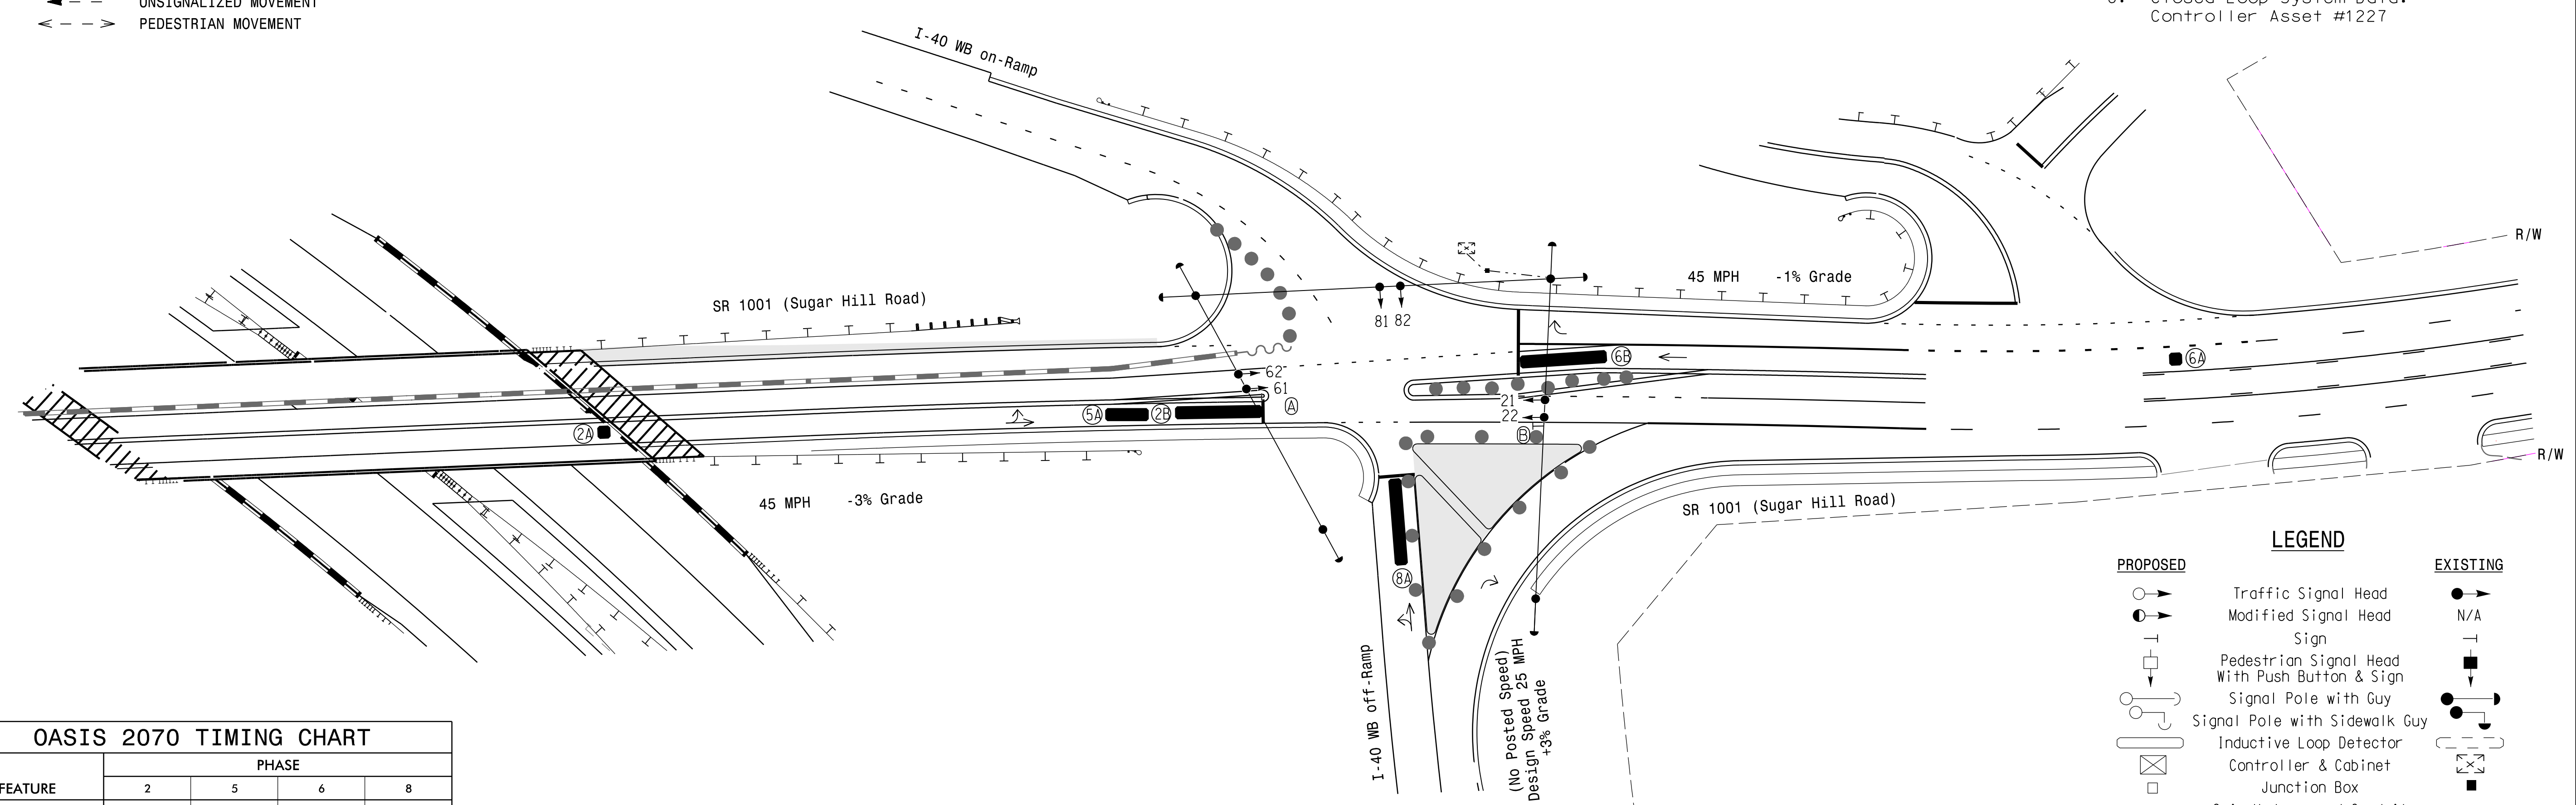 UNSIGNALIZED MOVEMENT
PEDESTRIAN MOVEMENT
Closed Loop System Data:
Controller Asset #1227
I-40 WB on-Ramp
R/W
45 MPH -1% Grade
SR 1001 (Sugar Hill Road)
81 82
6B
6A
62
61
5A 2B
A
21
22
2A
B
R/W
45 MPH -3% Grade
SR 1001 (Sugar Hill Road)
8A
I-40 WB off-Ramp
(No Posted Speed)
Design Speed 25 MPH
+3% Grade
LEGEND
PROPOSED EXISTING
Traffic Signal Head
Modified Signal Head N/A
Sign
Pedestrian Signal Head
With Push Button & Sign
Signal Pole with Guy
Signal Pole with Sidewalk Guy
Inductive Loop Detector
Controller & Cabinet
Junction Box
OASIS 2070 TIMING CHART
FEATURE
PHASE
2 5 6 8